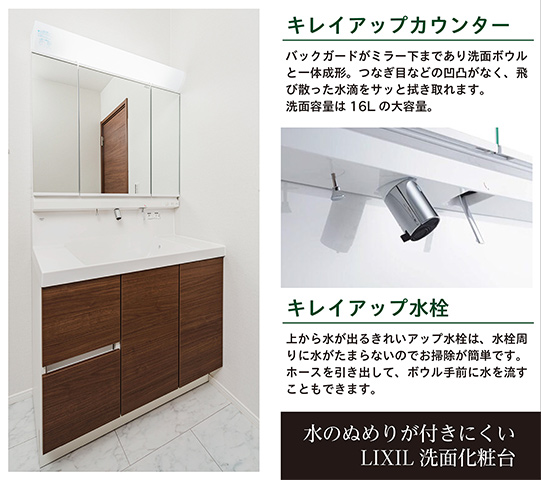 キレイアップカウンター
バックガードがミラー下まであり洗面ボウル
と一体成形。つなぎ目などの凹凸がなく、飛
び散った水滴をサッと拭き取れます。
洗面容量は 16L の大容量。
キレイアップ水栓
上から水が出るきれいアップ水栓は、水栓周
りに水がたまらないのでお掃除が簡単です。
ホースを引き出して、ボウル手前に水を流す
こともできます。
水のぬめりが付きにくい
LIXIL 洗面化粧台